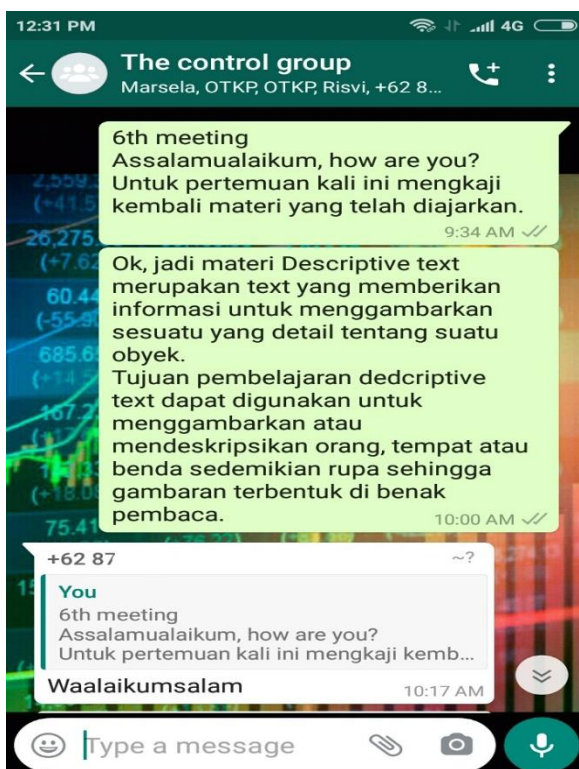 12:31 PM
4G
The control group
Marsela, OTKP, OTKP, Risvi, +62 8...
6th meeting
Assalamualaikum, how are you?
Untuk pertemuan kali ini mengkaji
kembali materi yang telah diajarkan.
9:34 AM
Ok, jadi materi Descriptive text
merupakan text yang memberikan
informasi untuk menggambarkan
sesuatu yang detail tentang suatu
obyek.
Tujuan pembelajaran dedcriptive
text dapat digunakan untuk
menggambarkan atau
mendeskripsikan orang, tempat atau
benda sedemikian rupa sehingga
gambaran terbentuk di benak
pembaca.
10:00 AM
+62 87
~?
You
6th meeting
Assalamualaikum, how are you?
Untuk pertemuan kali ini mengkaji kemb...
Waalaikumsalam
10:17 AM
Type a message